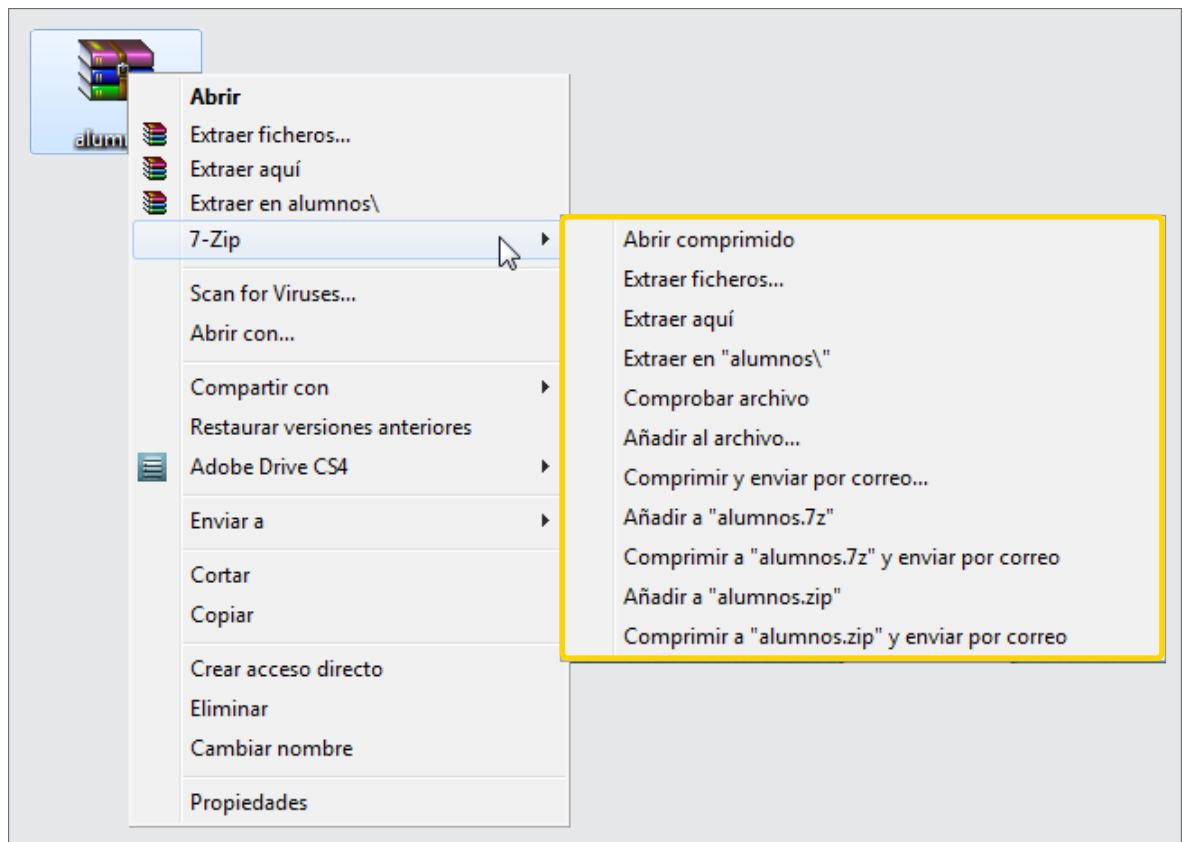 Abrir
Extraer ficheros...
Extraer aquí
Extraer en alumnos\
7-Zip
Scan for Viruses...
Abrir con...
Compartir con
Restaurar versiones anteriores
Adobe Drive CS4
Enviar a
Cortar
Copiar
Crear acceso directo
Eliminar
Cambiar nombre
Propiedades
Abrir comprimido
Extraer ficheros...
Extraer aquí
Extraer en "alumnos\"
Comprobar archivo
Añadir al archivo...
Comprimir y enviar por correo...
Añadir a "alumnos.7z"
Comprimir a "alumnos.7z" y enviar por correo
Añadir a "alumnos.zip"
Comprimir a "alumnos.zip" y enviar por correo